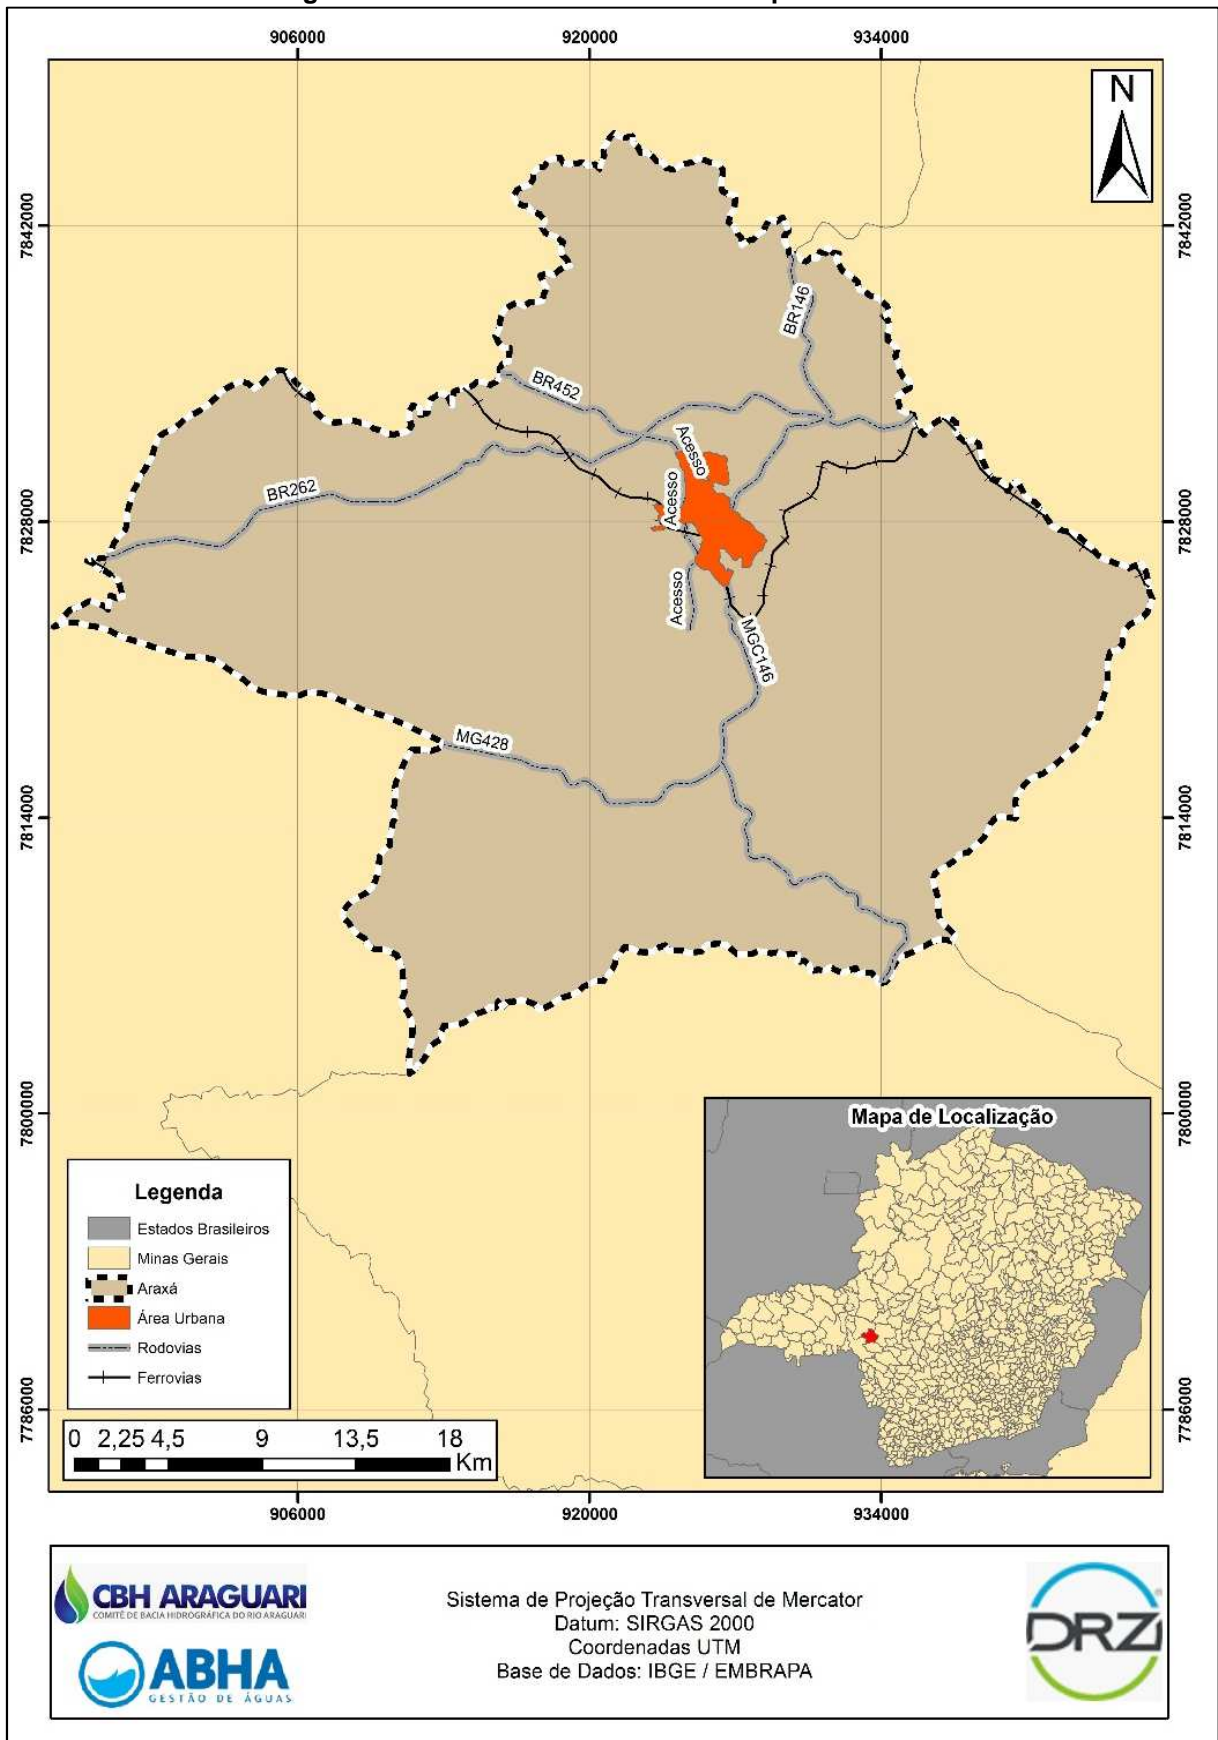 906000 920000 934000
N
7842000 7842000
BR146
BR452
Acesso
BR262
Acesso
7828000 7828000
Acesso
MGC146
MG428
7814000 7814000
7800000 7800000
Mapa de Localização
Legenda
Estados Brasileiros
Minas Gerais
Araxá
Área Urbana
Rodovias
Ferrovias
7786000 7786000
0 2,25 4,5 9 13,5 18
Km
906000 920000 934000
CBH ARAGUARI
COMITÊ DE BACIA HIDROGRÁFICA DO RIO ARAGUARI
ABHA
GESTÃO DE ÁGUAS
Sistema de Projeção Transversal de Mercator
Datum: SIRGAS 2000
Coordenadas UTM
Base de Dados: IBGE / EMBRAPA
DRZ